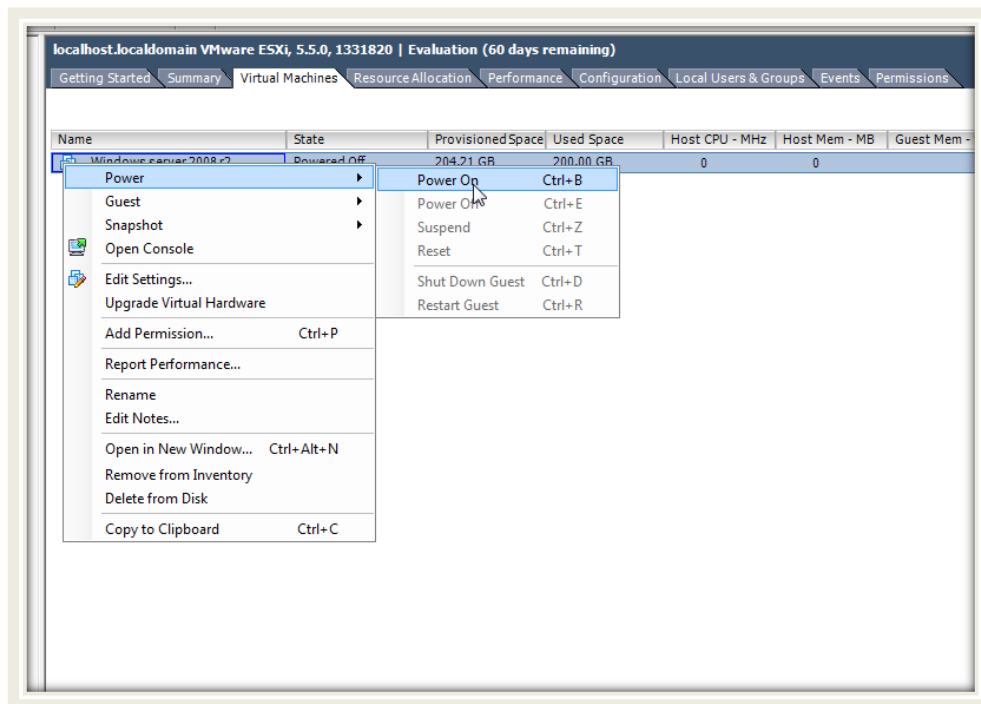 localhost.localdomain VMware ESXi, 5.5.0, 1331820 | Evaluation (60 days remaining)
Getting Started Summary Virtual Machines Resource Allocation Performance Configuration Local Users & Groups Events Permissions
Name State Provisioned Space Used Space Host CPU - MHz Host Mem - MB Guest Mem -
Windows server 2008 r2 Powered Off 204.21 GB 200.00 GB 0 0
Power Power On Ctrl+B
Guest Power Off Ctrl+E
Snapshot Suspend Ctrl+Z
Open Console Reset Ctrl+T
Edit Settings... Shut Down Guest Ctrl+D
Upgrade Virtual Hardware Restart Guest Ctrl+R
Add Permission... Ctrl+P
Report Performance...
Rename
Edit Notes...
Open in New Window... Ctrl+Alt+N
Remove from Inventory
Delete from Disk
Copy to Clipboard Ctrl+C